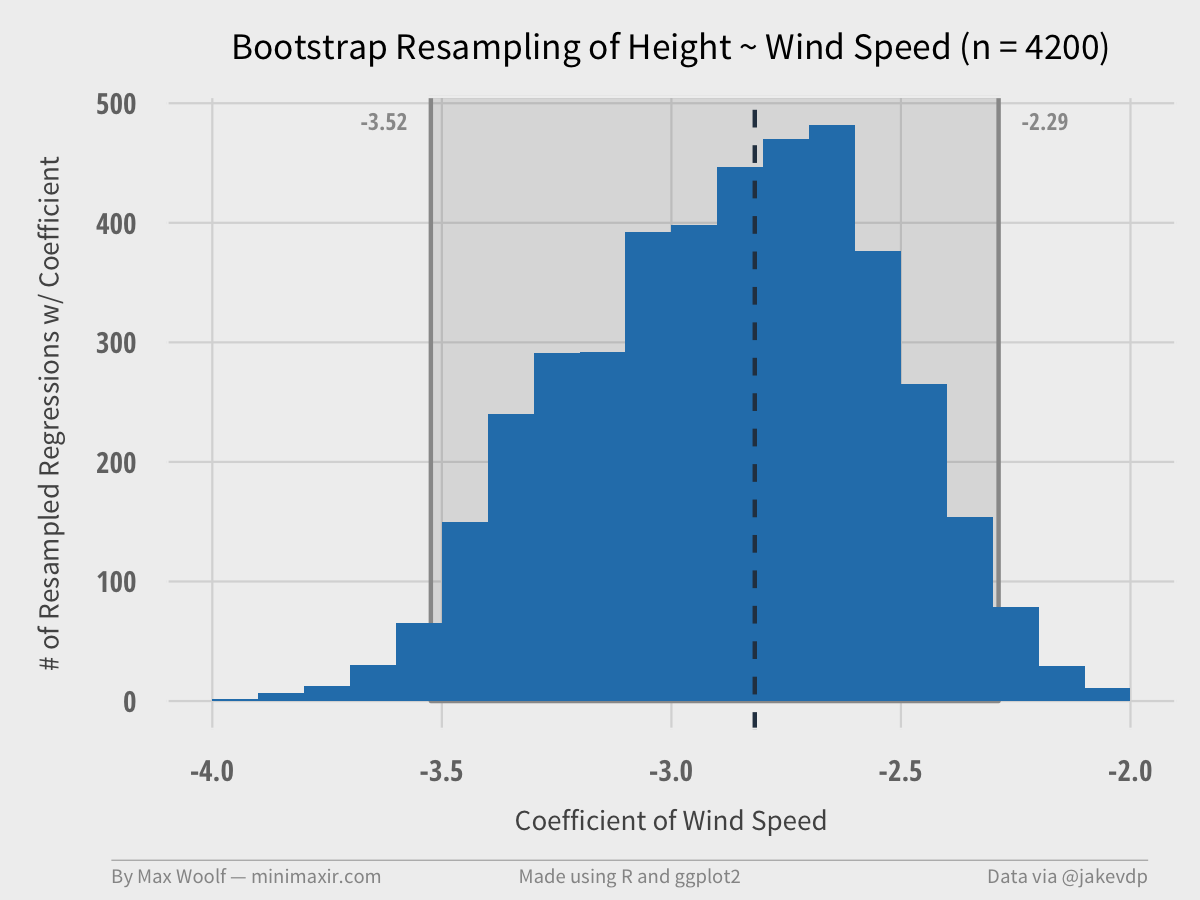 Bootstrap Resampling of Height ~ Wind Speed (n = 4200)
# of Resampled Regressions w/ Coefficient
500
400
300
200
100
0
-3.52
-2.29
-4.0
-3.5
-3.0
-2.5
-2.0
Coefficient of Wind Speed
By Max Woolf — minimaxir.com
Made using R and ggplot2
Data via @jakevdp